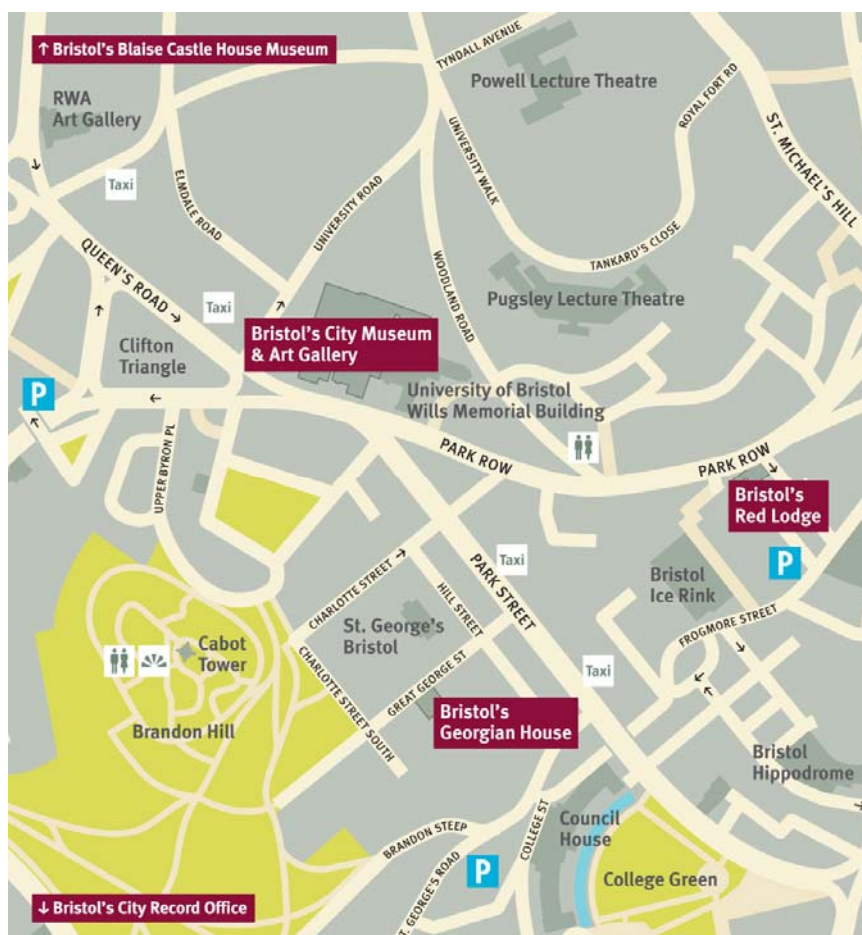 ↑ Bristol's Blaise Castle House Museum
TYNDALL AVENUE
Powell Lecture Theatre
RWA
Art Gallery
ROYAL FORT RD
ST. MICHAEL'S HILL
Taxi
ELMDALE ROAD
UNIVERSITY ROAD
UNIVERSITY WALK
WOODLAND ROAD
TANKARD'S CLOSE
QUEEN'S ROAD
Taxi
Pugsley Lecture Theatre
Bristol's City Museum
& Art Gallery
Clifton
Triangle
P
University of Bristol
Wills Memorial Building
UPPER BYRON PL
PARK ROW
PARK ROW
Bristol's
Red Lodge
Taxi
PARK STREET
P
Bristol
Ice Rink
CHARLOTTE STREET
HILL STREET
FROGMORE STREET
St. George's
Bristol
Cabot
Tower
Taxi
CHARLOTTE STREET SOUTH
GREAT GEORGE ST
Brandon Hill
Bristol's
Georgian House
Bristol
Hippodrome
BRANDON STEEP
COLLEGE ST
Council
House
P
ST. GEORGE'S ROAD
College Green
↓ Bristol's City Record Office